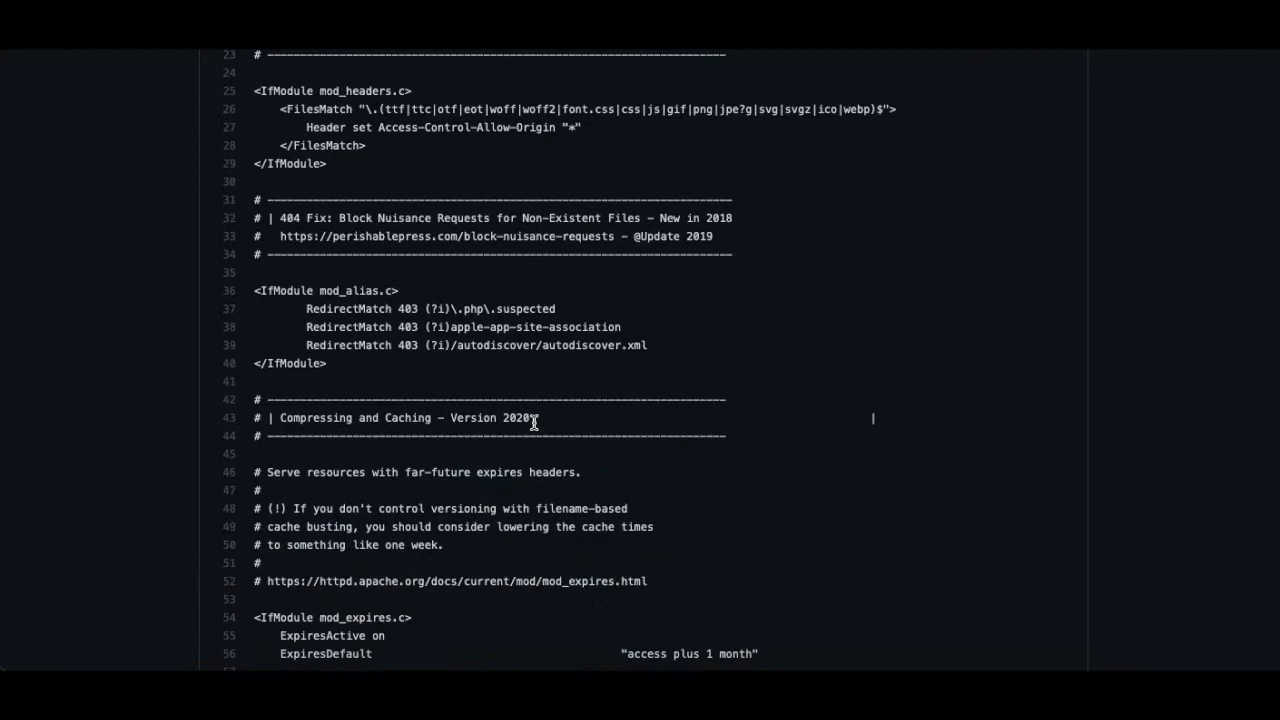 23 # ----------------------------------------------------------------------
24
25 <IfModule mod_headers.c>
26 <FilesMatch "\.(ttf|ttc|otf|eot|woff|woff2|font.css|css|js|gif|png|jpe?g|svg|svgz|ico|webp)$">
27 Header set Access-Control-Allow-Origin "*"
28 </FilesMatch>
29 </IfModule>
30
31 # -----------------------------------------------------------------------
32 # | 404 Fix: Block Nuisance Requests for Non-Existent Files - New in 2018
33 # https://perishablepress.com/block-nuisance-requests - @Update 2019
34 # -----------------------------------------------------------------------
35
36 <IfModule mod_alias.c>
37 RedirectMatch 403 (?i)\.php\.suspected
38 RedirectMatch 403 (?i)apple-app-site-association
39 RedirectMatch 403 (?i)/autodiscover/autodiscover.xml
40 </IfModule>
41
42 # ----------------------------------------------------------------------
43 # | Compressing and Caching - Version 2020 |
44 # ----------------------------------------------------------------------
45
46 # Serve resources with far-future expires headers.
47 #
48 # (!) If you don't control versioning with filename-based
49 # cache busting, you should consider lowering the cache times
50 # to something like one week.
51 #
52 # https://httpd.apache.org/docs/current/mod/mod_expires.html
53
54 <IfModule mod_expires.c>
55 ExpiresActive on
56 ExpiresDefault "access plus 1 month"